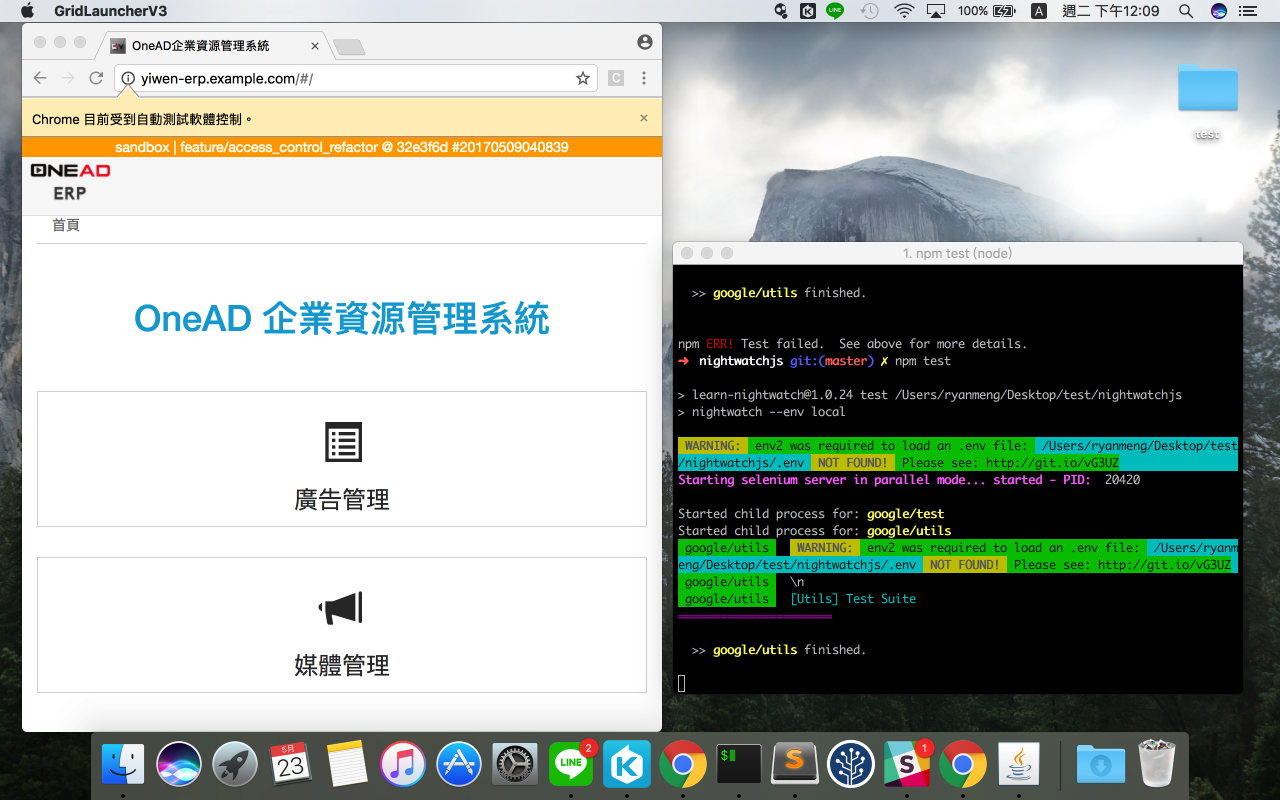 GridLauncherV3
100%
A
週二 下午12:09
OneAD企業資源管理系統
yiwen-erp.example.com/#/
C
Chrome 目前受到自動測試軟體控制。
sandbox | feature/access_control_refactor @ 32e3f6d #20170509040839
ONEAD
ERP
首頁
OneAD 企業資源管理系統
廣告管理
媒體管理
test
1. npm test (node)
>> google/utils finished.
npm ERR! Test failed.  See above for more details.
➜  nightwatchjs git:(master) ✗ npm test
> learn-nightwatch@1.0.24 test /Users/ryanmeng/Desktop/test/nightwatchjs
> nightwatch --env local
WARNING:  env2 was required to load an .env file:  /Users/ryanmeng/Desktop/test
/nightwatchjs/.env  NOT FOUND!  Please see: http://git.io/vG3UZ
Starting selenium server in parallel mode... started - PID:  20420
Started child process for: google/test
Started child process for: google/utils
google/utils   WARNING:  env2 was required to load an .env file:  /Users/ryanm
eng/Desktop/test/nightwatchjs/.env  NOT FOUND!  Please see: http://git.io/vG3UZ
google/utils   \n
google/utils   [Utils] Test Suite
======================
>> google/utils finished.
5月
23
LINE
2
K
$
S
S
1